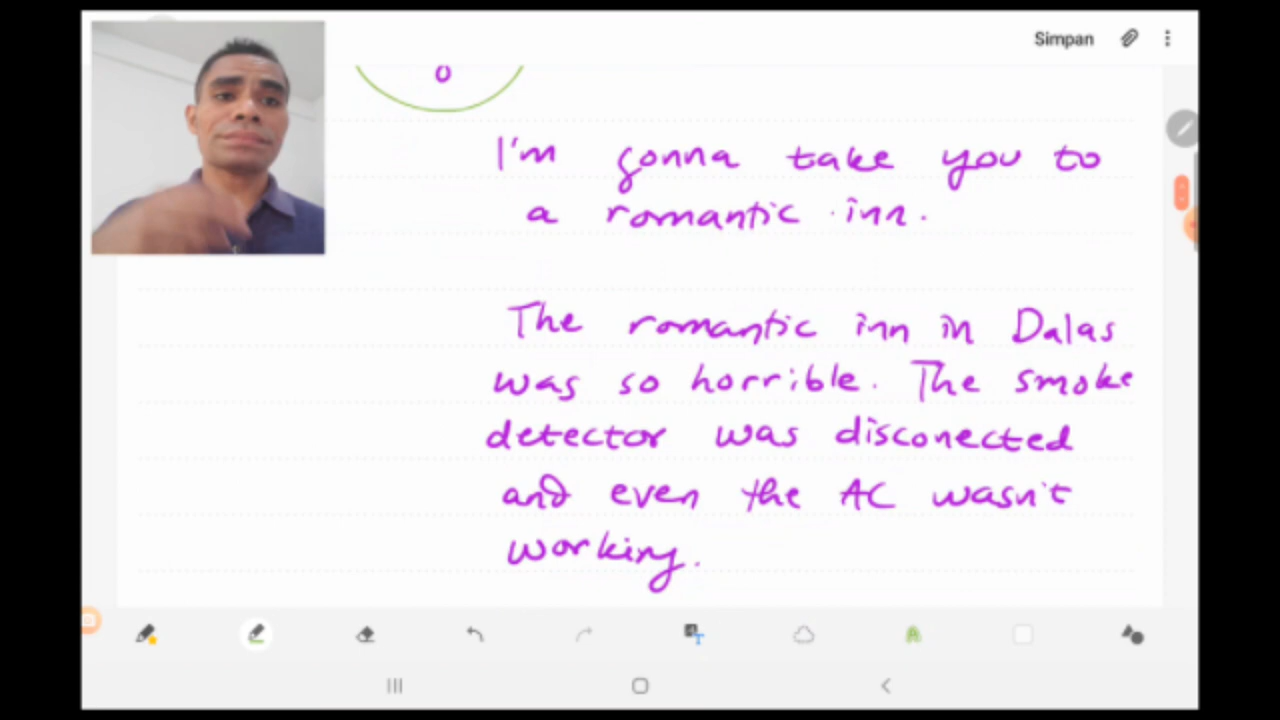 Simpan
0
I'm gonna take you to
a romantic inn.
The romantic inn in Dalas
was so horrible. The smoke
detector was disconected
and even the AC wasn't
working.